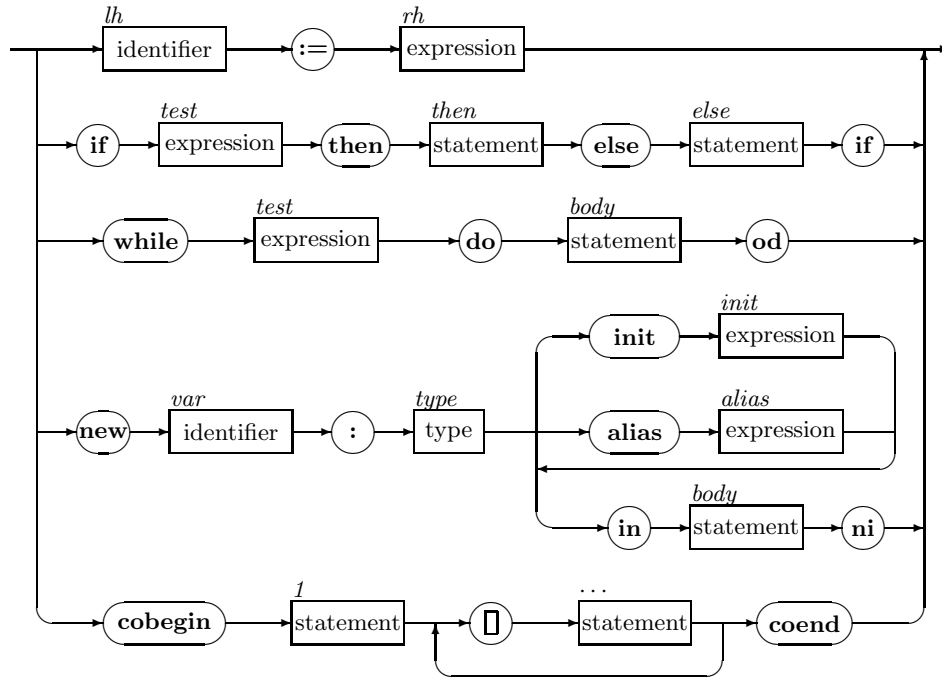 lh rh
identifier := expression
test then else
if expression then statement else statement if
test body
while expression do statement od
init
init expression
var type alias
new identifier : type alias expression
body
in statement ni
1 ...
cobegin statement [] statement coend